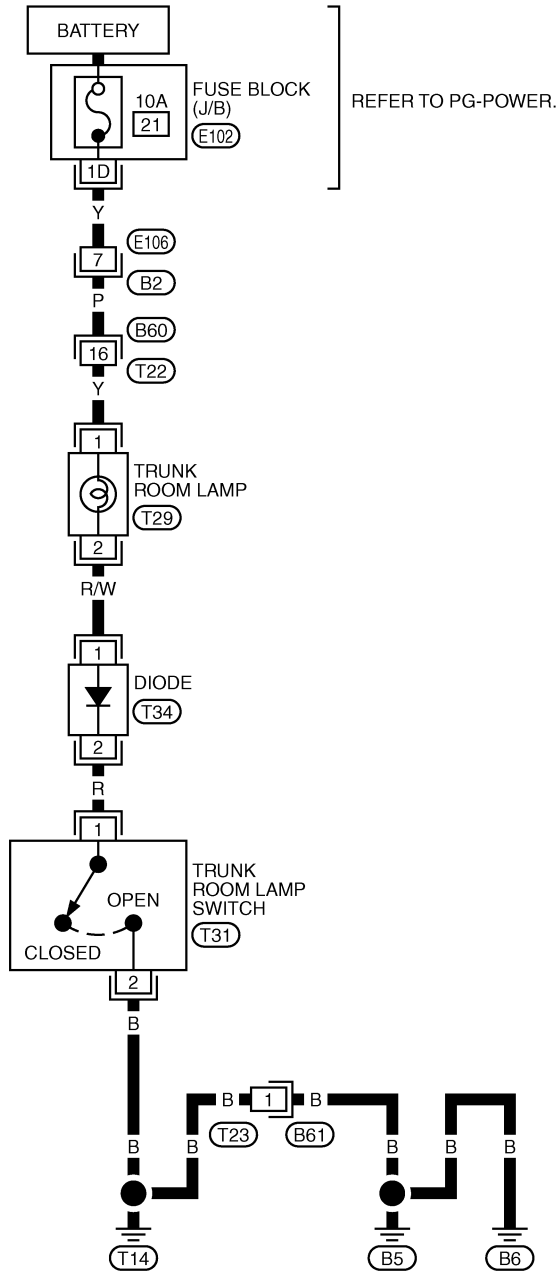 BATTERY
FUSE BLOCK
(J/B)
10A
21
E102
REFER TO PG-POWER.
1D
Y
E106
7
B2
P
B60
16
T22
Y
1
TRUNK
ROOM LAMP
T29
2
R/W
1
DIODE
T34
2
R
1
TRUNK
ROOM LAMP
SWITCH
OPEN
T31
CLOSED
2
B
B
1
B
T23
B61
B
B
B
B
B
T14
B5
B6